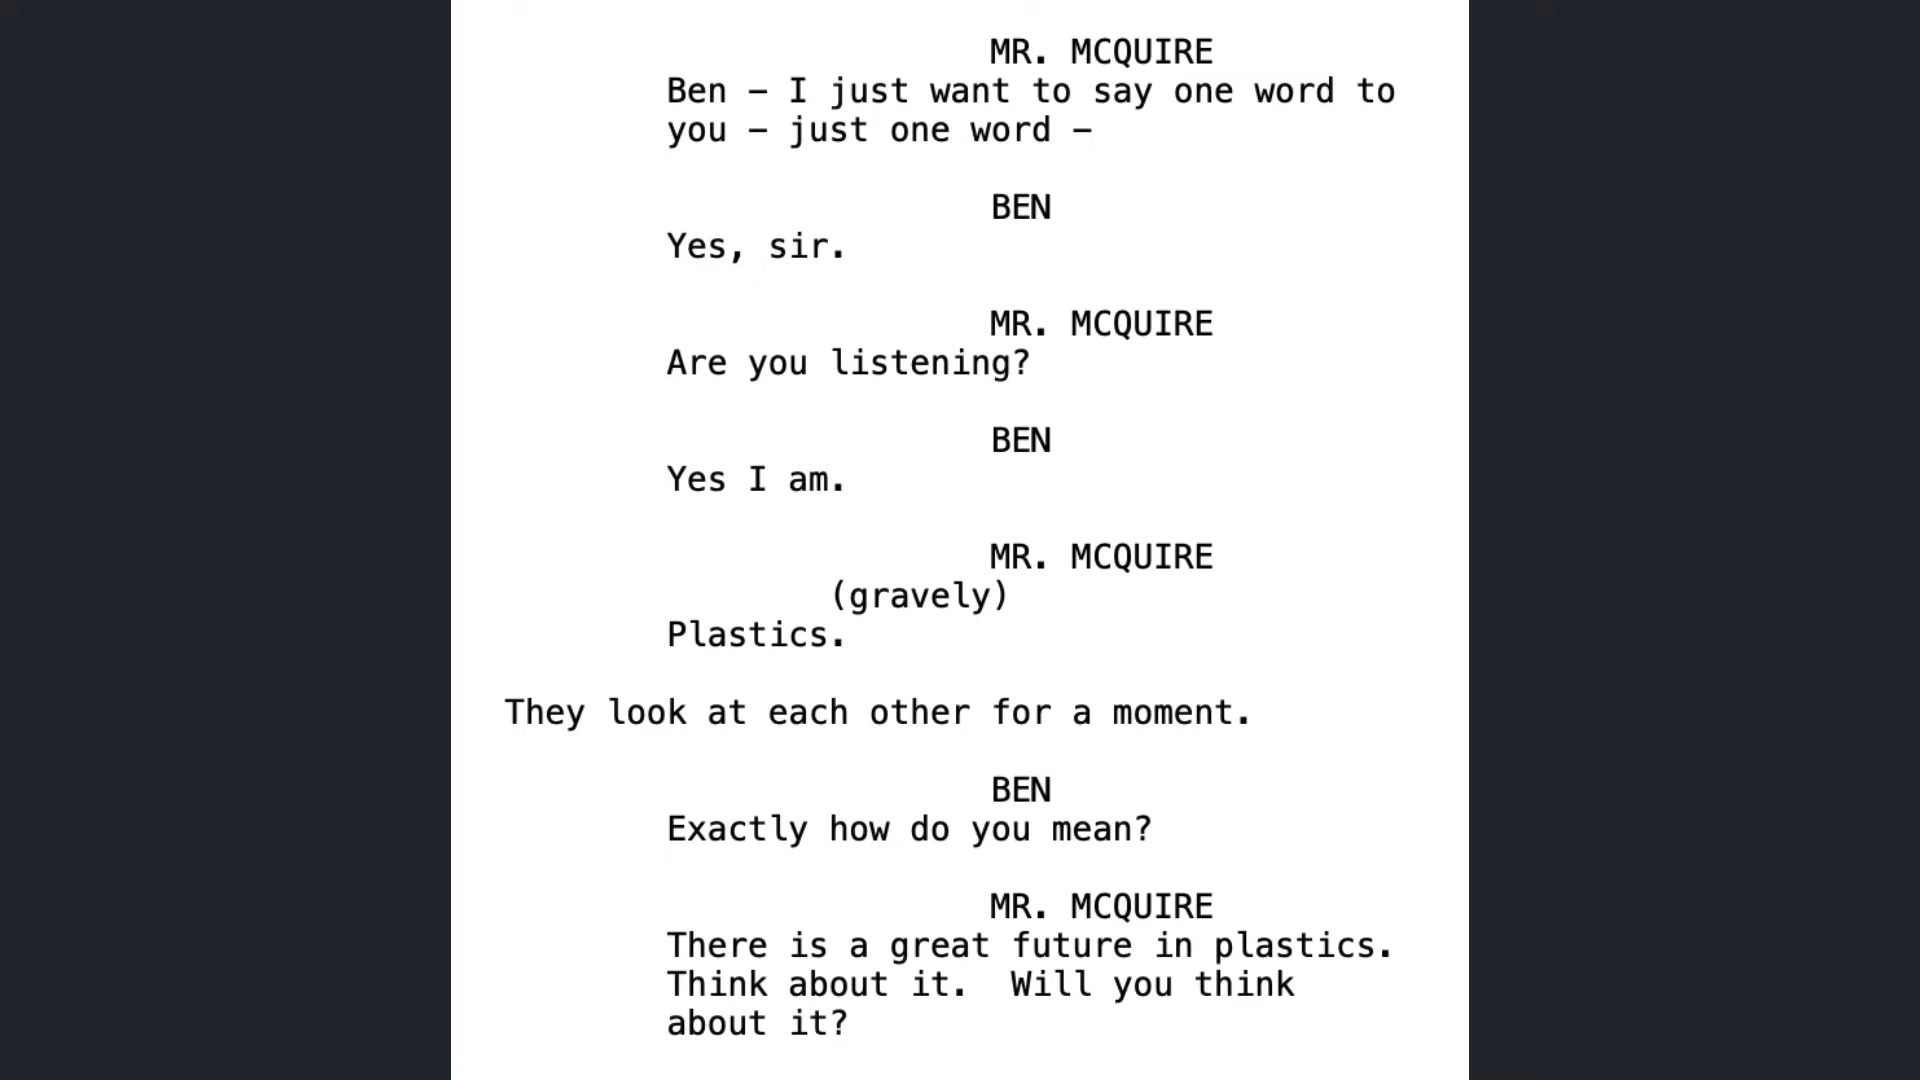 MR. MCQUIRE
Ben – I just want to say one word to
you – just one word –
BEN
Yes, sir.
MR. MCQUIRE
Are you listening?
BEN
Yes I am.
MR. MCQUIRE
(gravely)
Plastics.
They look at each other for a moment.
BEN
Exactly how do you mean?
MR. MCQUIRE
There is a great future in plastics.
Think about it.  Will you think
about it?